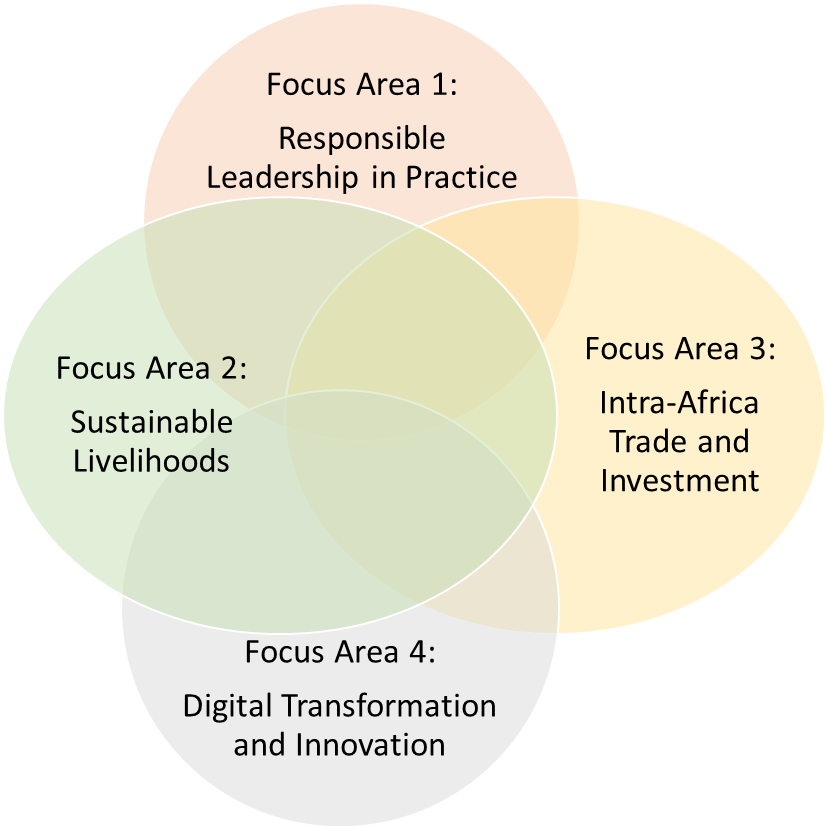 Focus Area 1:
Responsible
Leadership in Practice
Focus Area 2:
Sustainable
Livelihoods
Focus Area 3:
Intra-Africa
Trade and
Investment
Focus Area 4:
Digital Transformation
and Innovation